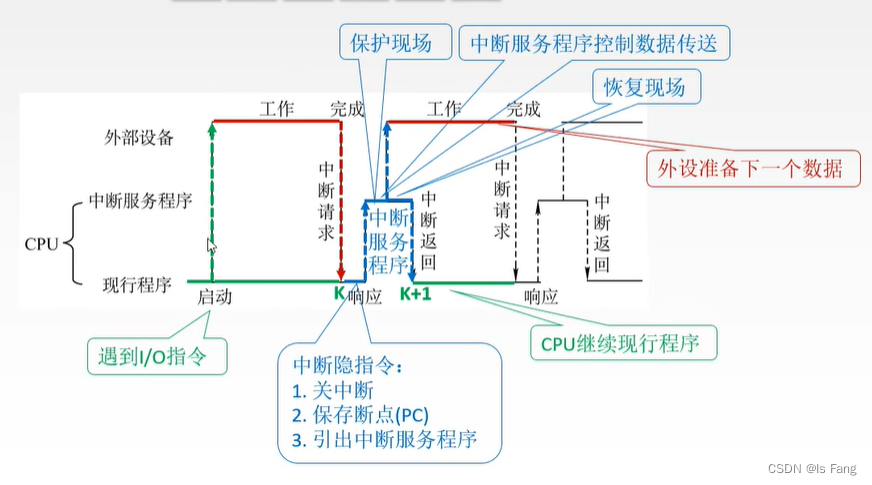 保护现场
中断服务程序控制数据传送
恢复现场
工作
完成
工作
完成
外部设备
外设准备下一个数据
中断请求
中断请求
中断服务程序
中断服务程序
中断返回
中断返回
CPU
现行程序
启动
K
响应
K+1
响应
遇到I/O指令
CPU继续现行程序
中断隐指令：
1. 关中断
2. 保存断点(PC)
3. 引出中断服务程序
CSDN @ls Fang